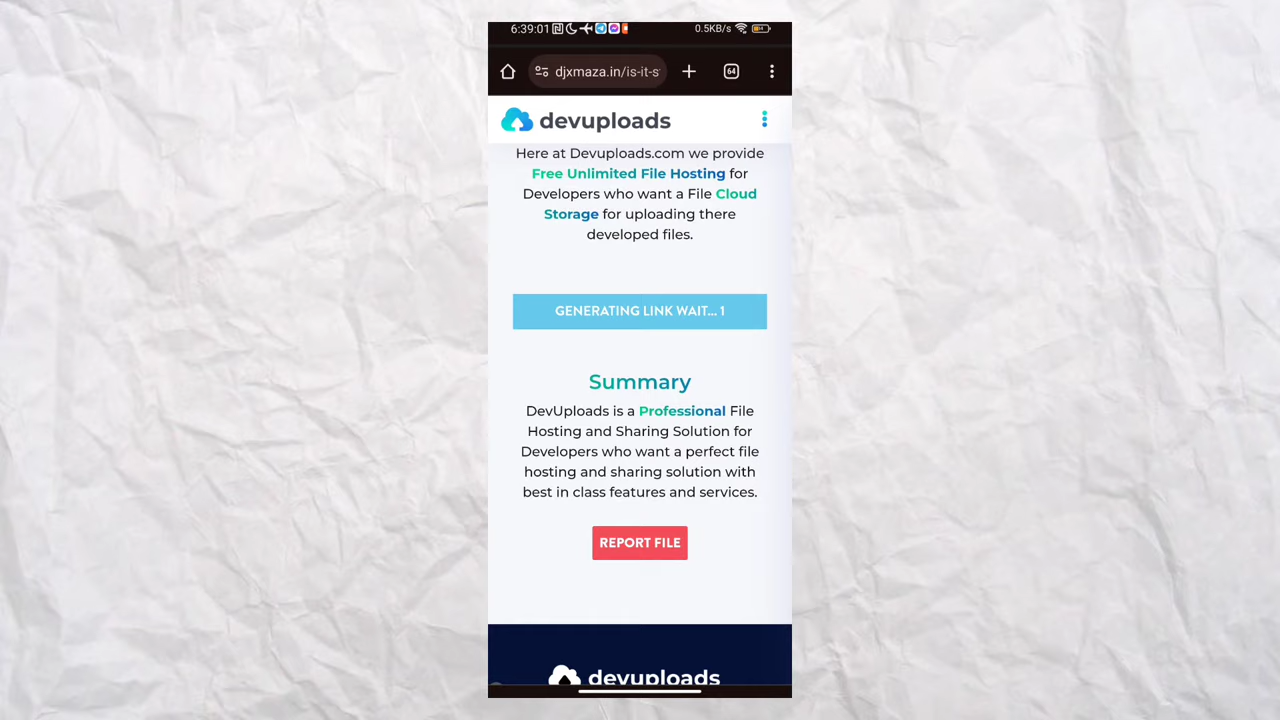 6:39:01 0.5KB/s
djxmaza.in/is-it-s 64
devuploads
Here at Devuploads.com we provide
Free Unlimited File Hosting for
Developers who want a File Cloud
Storage for uploading there
developed files.
GENERATING LINK WAIT... 1
Summary
DevUploads is a Professional File
Hosting and Sharing Solution for
Developers who want a perfect file
hosting and sharing solution with
best in class features and services.
REPORT FILE
devuploads